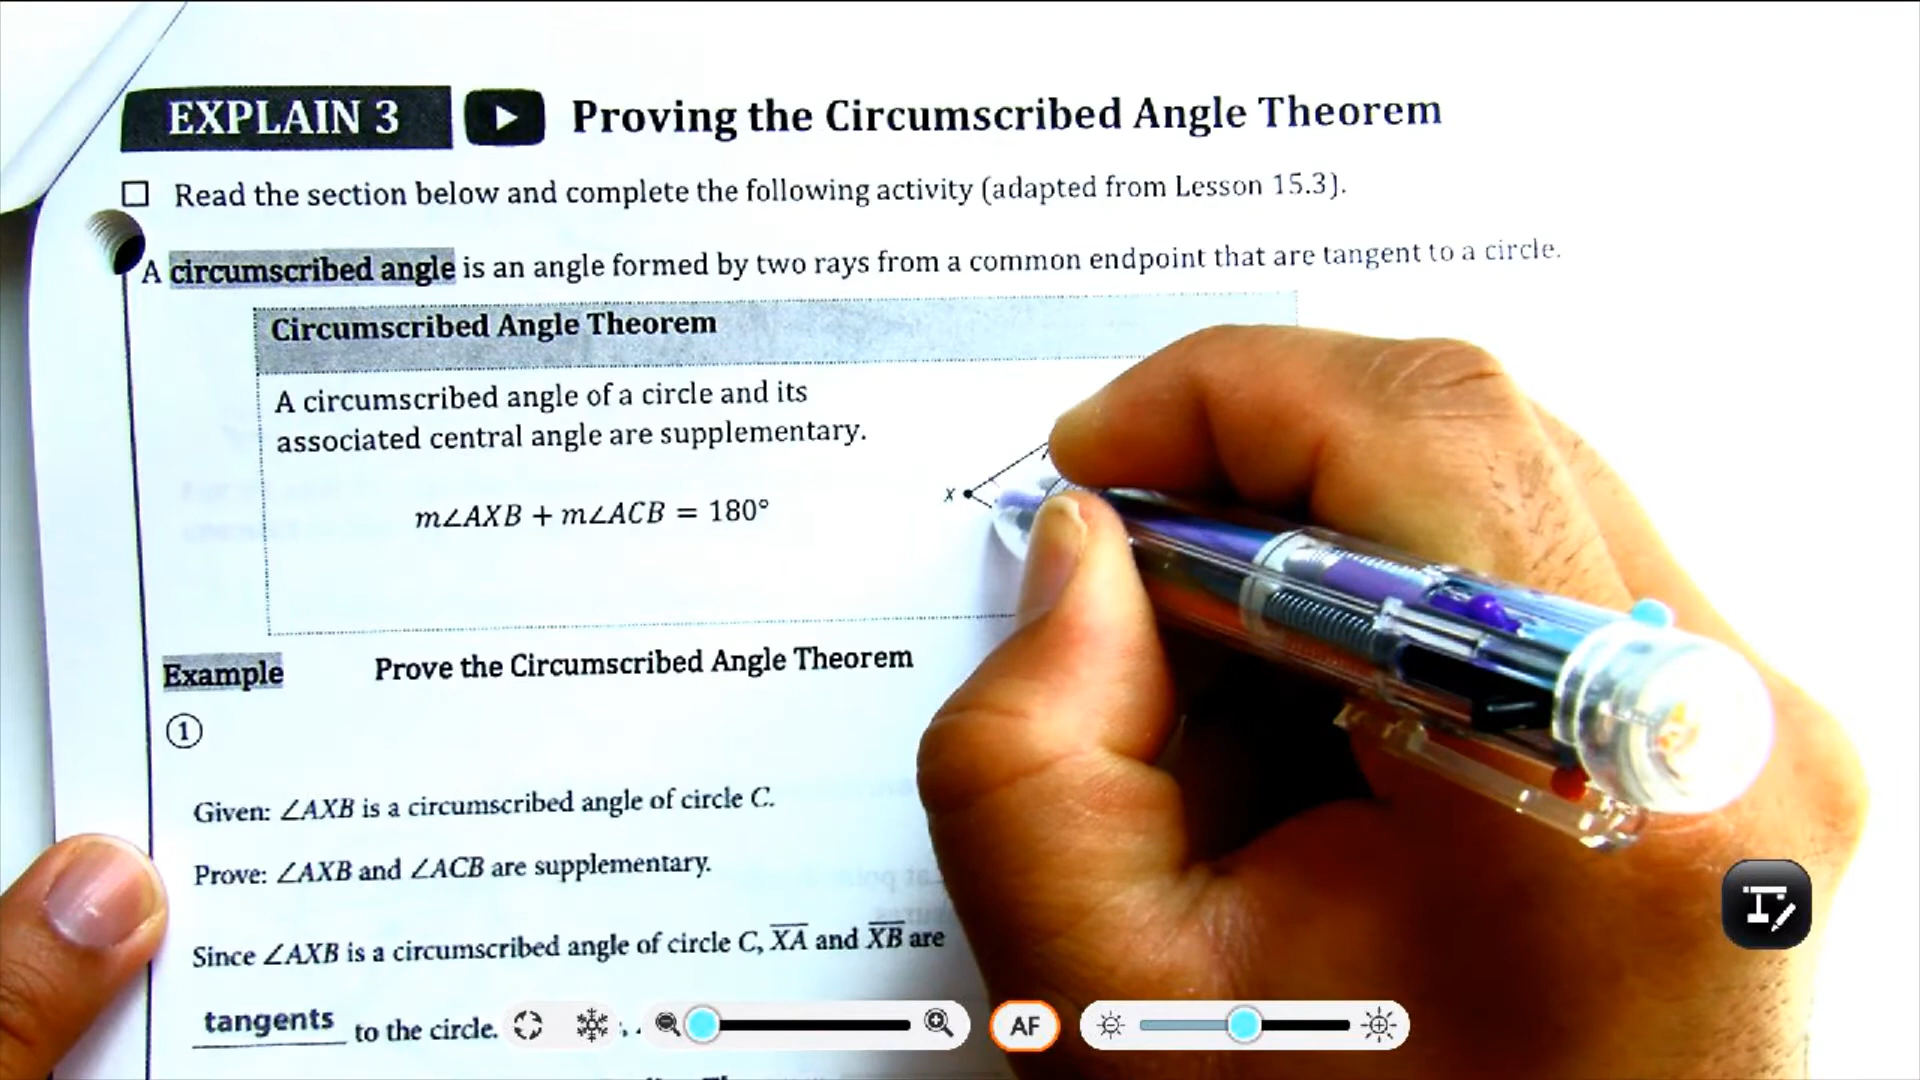 EXPLAIN 3 Proving the Circumscribed Angle Theorem
Read the section below and complete the following activity (adapted from Lesson 15.3).
A circumscribed angle is an angle formed by two rays from a common endpoint that are tangent to a circle.
Circumscribed Angle Theorem
A circumscribed angle of a circle and its
associated central angle are supplementary.
X
m∠AXB + m∠ACB = 180°
Example Prove the Circumscribed Angle Theorem
1
Given: ∠AXB is a circumscribed angle of circle C.
Prove: ∠AXB and ∠ACB are supplementary.
Since ∠AXB is a circumscribed angle of circle C, X̅A̅ and X̅B̅ are
tangents to the circle.
AF